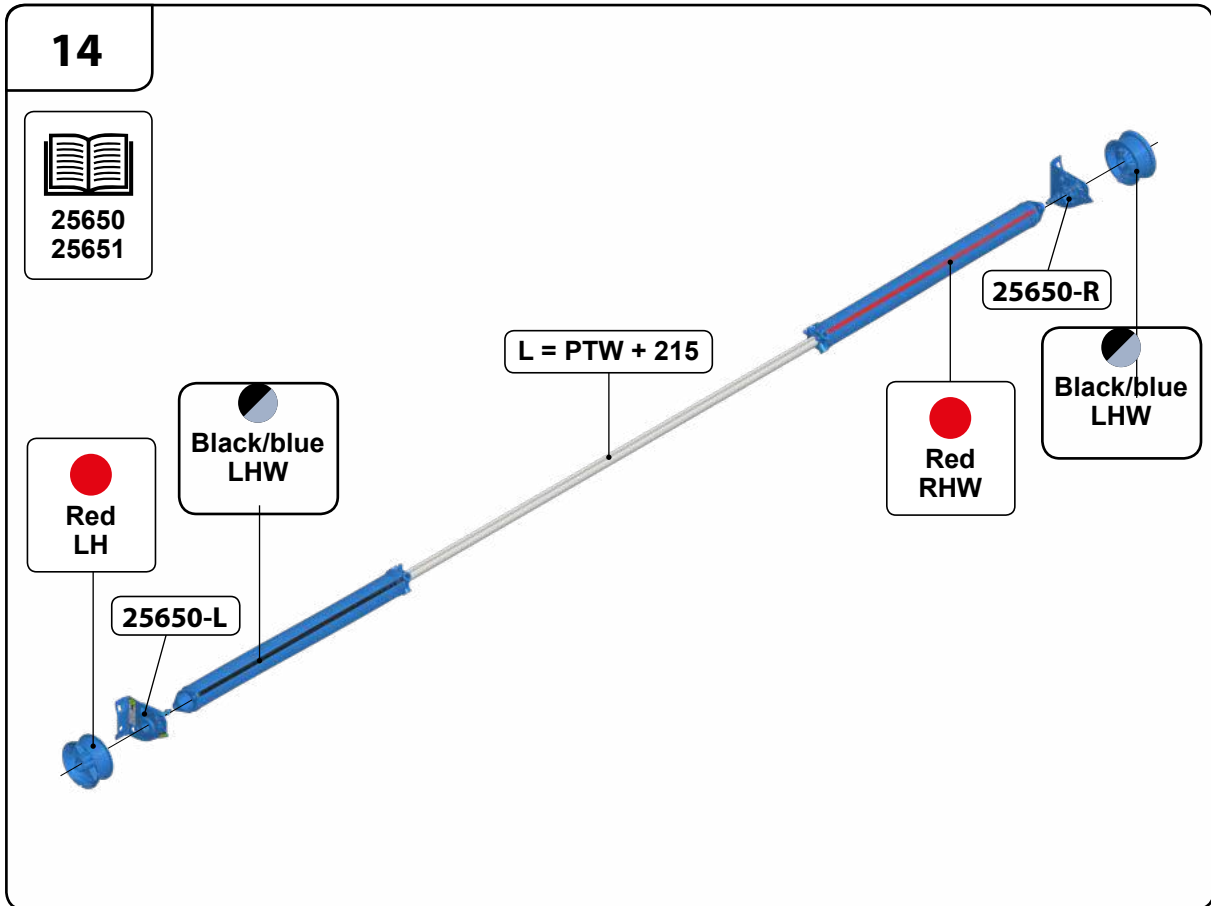 14
25650
25651
25650-R
L = PTW + 215
Black/blue
LHW
Black/blue
LHW
Red
RHW
Red
LH
25650-L